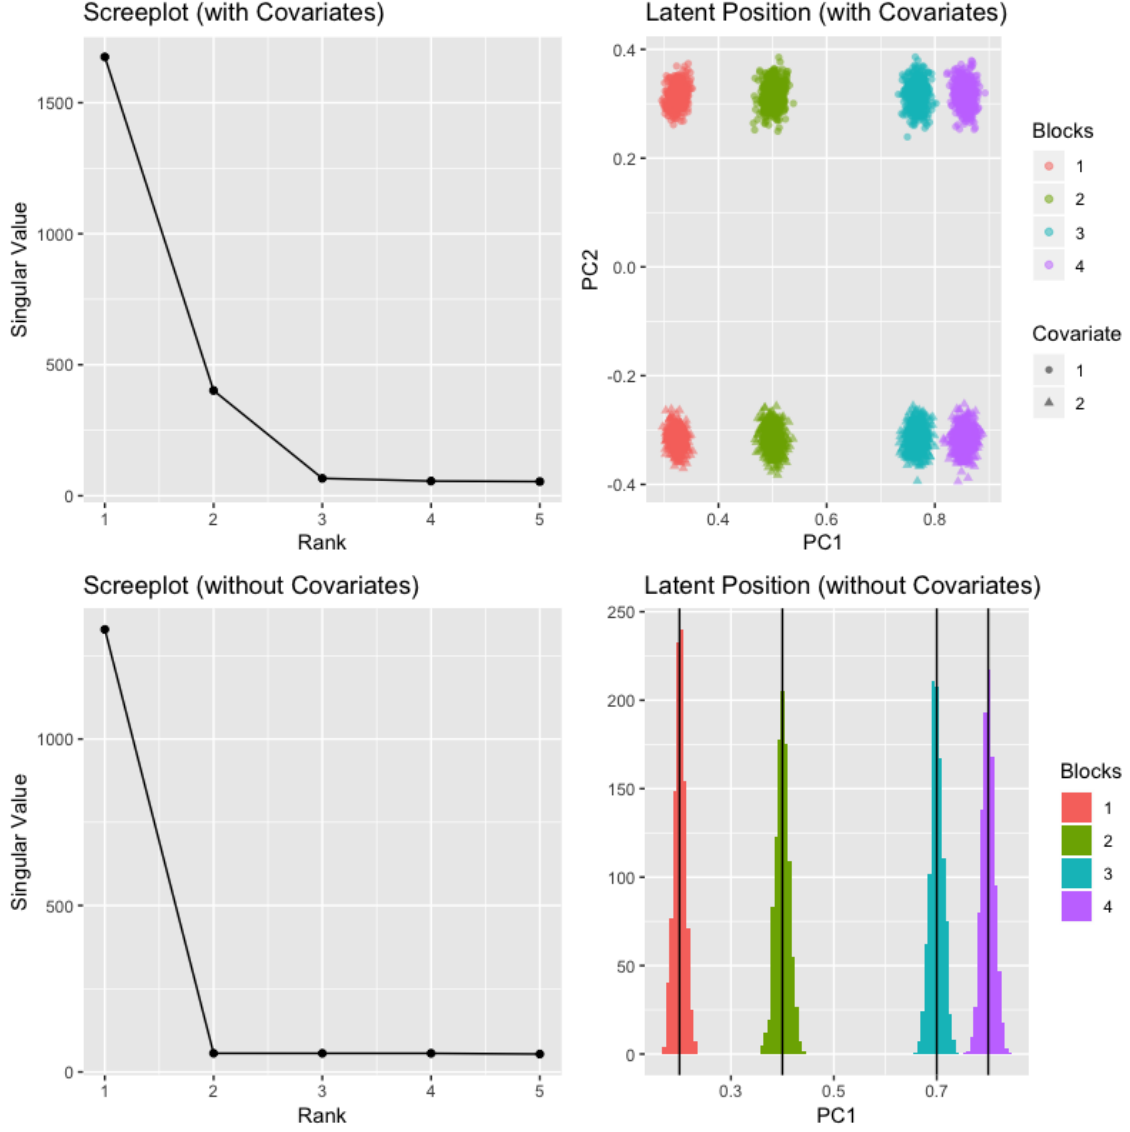 Screeplot (with Covariates)
Singular Value
1500
1000
500
0
1 2 3 4 5
Rank
Latent Position (with Covariates)
PC2
0.4
0.2
0.0
-0.2
-0.4
0.4 0.6 0.8
PC1
Blocks
1
2
3
4
Covariate
1
2
Screeplot (without Covariates)
Singular Value
1000
500
0
1 2 3 4 5
Rank
Latent Position (without Covariates)
250
200
150
100
50
0
0.3 0.5 0.7
PC1
Blocks
1
2
3
4